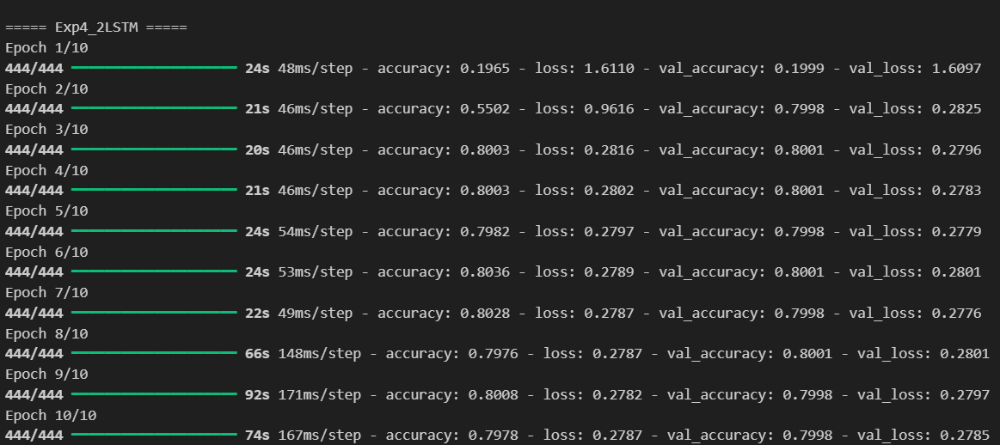 ===== Exp4_2LSTM =====
Epoch 1/10
444/444 ━━━━━━━━━━━━━━━━━━━━ 24s 48ms/step - accuracy: 0.1965 - loss: 1.6110 - val_accuracy: 0.1999 - val_loss: 1.6097
Epoch 2/10
444/444 ━━━━━━━━━━━━━━━━━━━━ 21s 46ms/step - accuracy: 0.5502 - loss: 0.9616 - val_accuracy: 0.7998 - val_loss: 0.2825
Epoch 3/10
444/444 ━━━━━━━━━━━━━━━━━━━━ 20s 46ms/step - accuracy: 0.8003 - loss: 0.2816 - val_accuracy: 0.8001 - val_loss: 0.2796
Epoch 4/10
444/444 ━━━━━━━━━━━━━━━━━━━━ 21s 46ms/step - accuracy: 0.8003 - loss: 0.2802 - val_accuracy: 0.8001 - val_loss: 0.2783
Epoch 5/10
444/444 ━━━━━━━━━━━━━━━━━━━━ 24s 54ms/step - accuracy: 0.7982 - loss: 0.2797 - val_accuracy: 0.7998 - val_loss: 0.2779
Epoch 6/10
444/444 ━━━━━━━━━━━━━━━━━━━━ 24s 53ms/step - accuracy: 0.8036 - loss: 0.2789 - val_accuracy: 0.8001 - val_loss: 0.2801
Epoch 7/10
444/444 ━━━━━━━━━━━━━━━━━━━━ 22s 49ms/step - accuracy: 0.8028 - loss: 0.2787 - val_accuracy: 0.7998 - val_loss: 0.2776
Epoch 8/10
444/444 ━━━━━━━━━━━━━━━━━━━━ 66s 148ms/step - accuracy: 0.7976 - loss: 0.2787 - val_accuracy: 0.8001 - val_loss: 0.2801
Epoch 9/10
444/444 ━━━━━━━━━━━━━━━━━━━━ 92s 171ms/step - accuracy: 0.8008 - loss: 0.2782 - val_accuracy: 0.7998 - val_loss: 0.2797
Epoch 10/10
444/444 ━━━━━━━━━━━━━━━━━━━━ 74s 167ms/step - accuracy: 0.7978 - loss: 0.2787 - val_accuracy: 0.7998 - val_loss: 0.2785